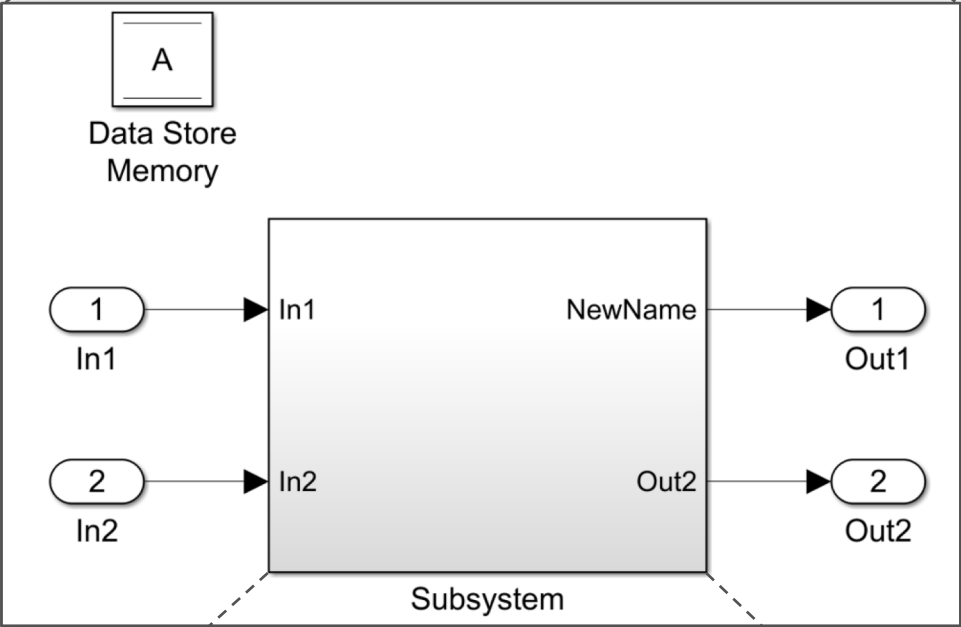 A
Data Store
Memory
1
In1
NewName
1
In1
Out1
2
In2
Out2
2
In2
Out2
Subsystem